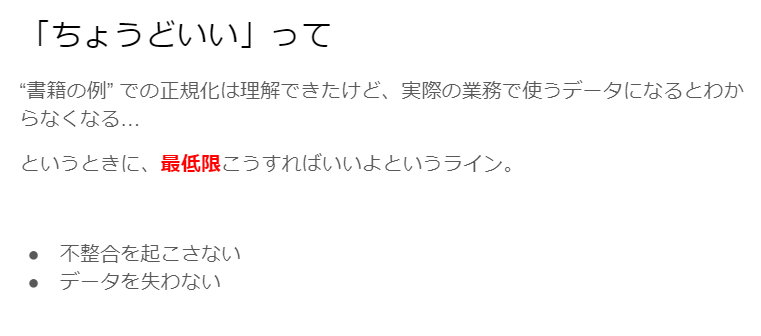 「ちょうどいい」って
“書籍の例” での正規化は理解できたけど、実際の業務で使うデータになるとわか
らなくなる…
というときに、最低限こうすればいいよというライン。
● 不整合を起こさない
● データを失わない